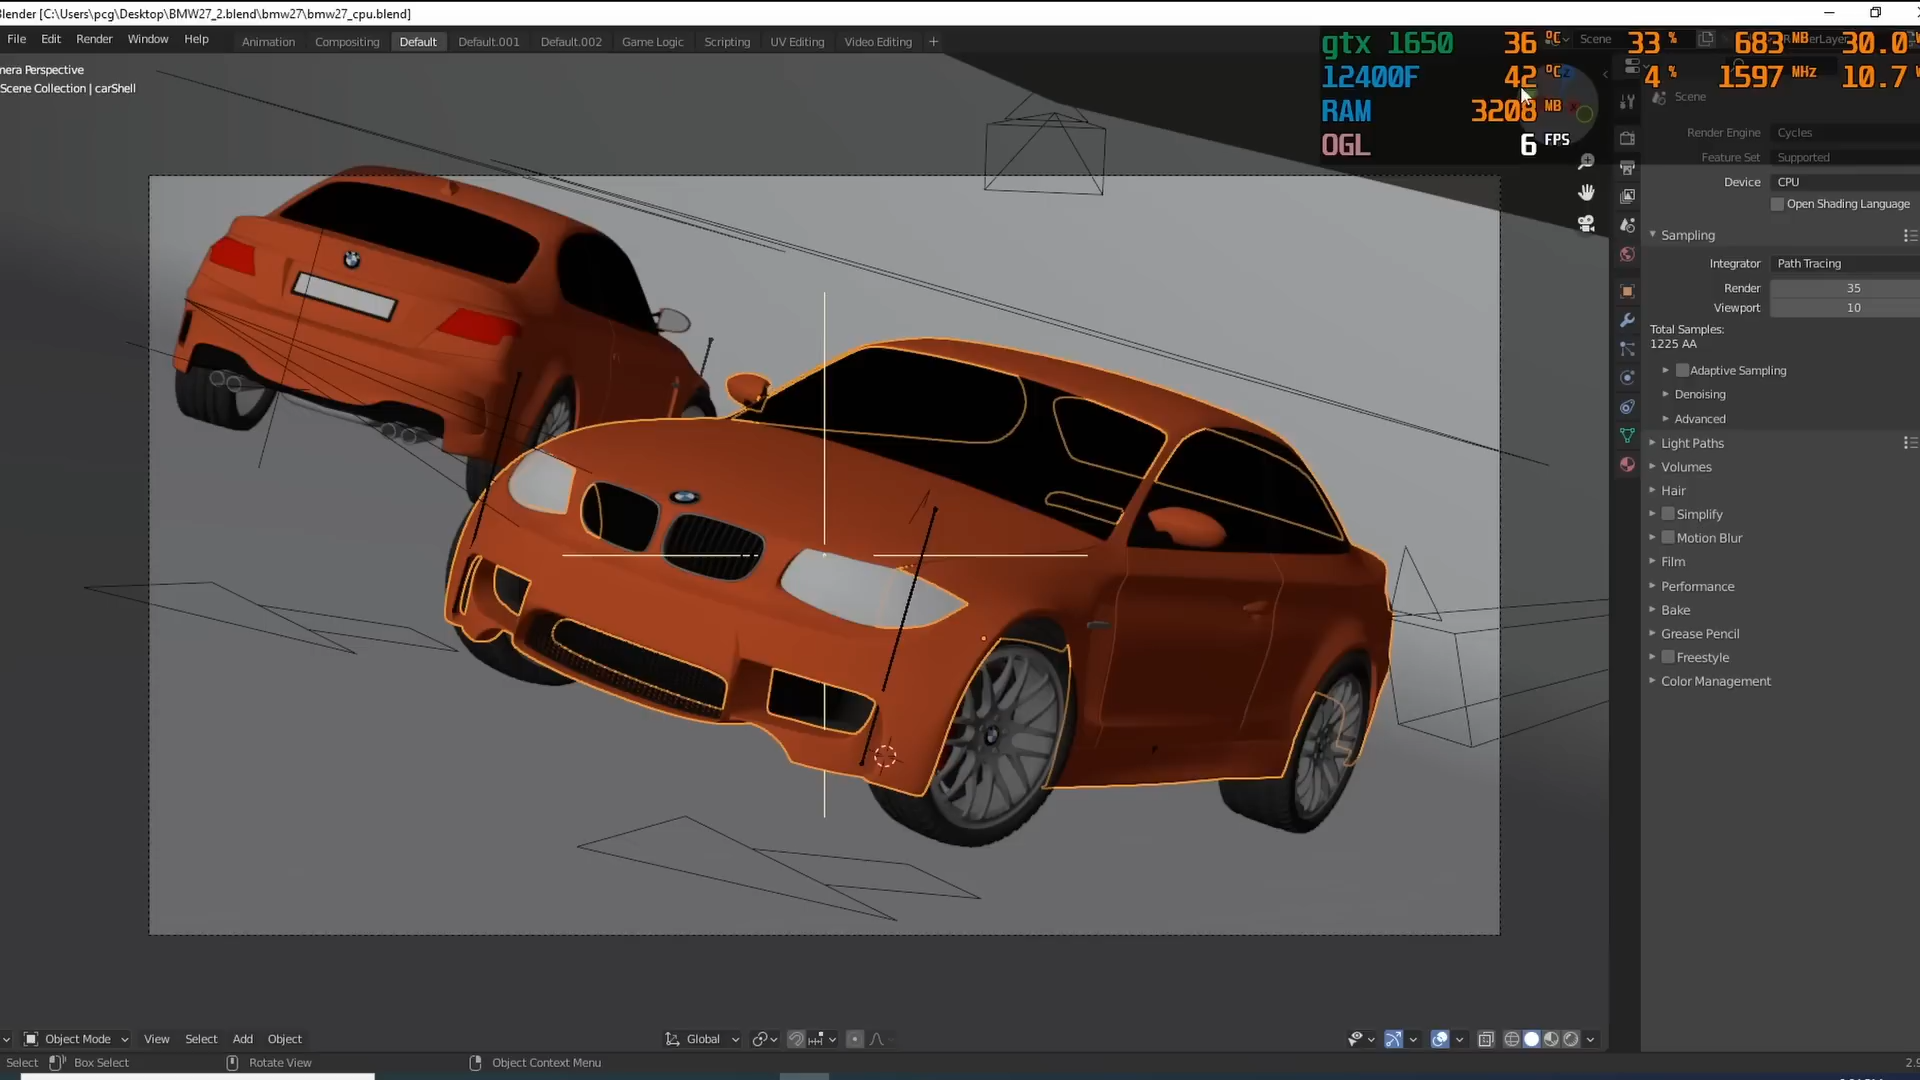 Blender [C:\Users\pcg\Desktop\BMW27_2.blend\bmw27\bmw27_cpu.blend]
File Edit Render Window Help Animation Compositing Default Default.001 Default.002 Game Logic Scripting UV Editing Video Editing + Scene
gtx 1650 36 °C 33 % 683 MB 30.0 W
12400F 42 °C 4 % 1597 MHz 10.7 W
RAM 3208 MB
OGL 6 FPS
mera Perspective
Scene Collection | carShell
Scene
Render Engine Cycles
Feature Set Supported
Device CPU
Open Shading Language
Sampling
Integrator Path Tracing
Render 35
Viewport 10
Total Samples:
1225 AA
Adaptive Sampling
Denoising
Advanced
Light Paths
Volumes
Hair
Simplify
Motion Blur
Film
Performance
Bake
Grease Pencil
Freestyle
Color Management
Object Mode View Select Add Object Global
Select Box Select Rotate View Object Context Menu 2.9